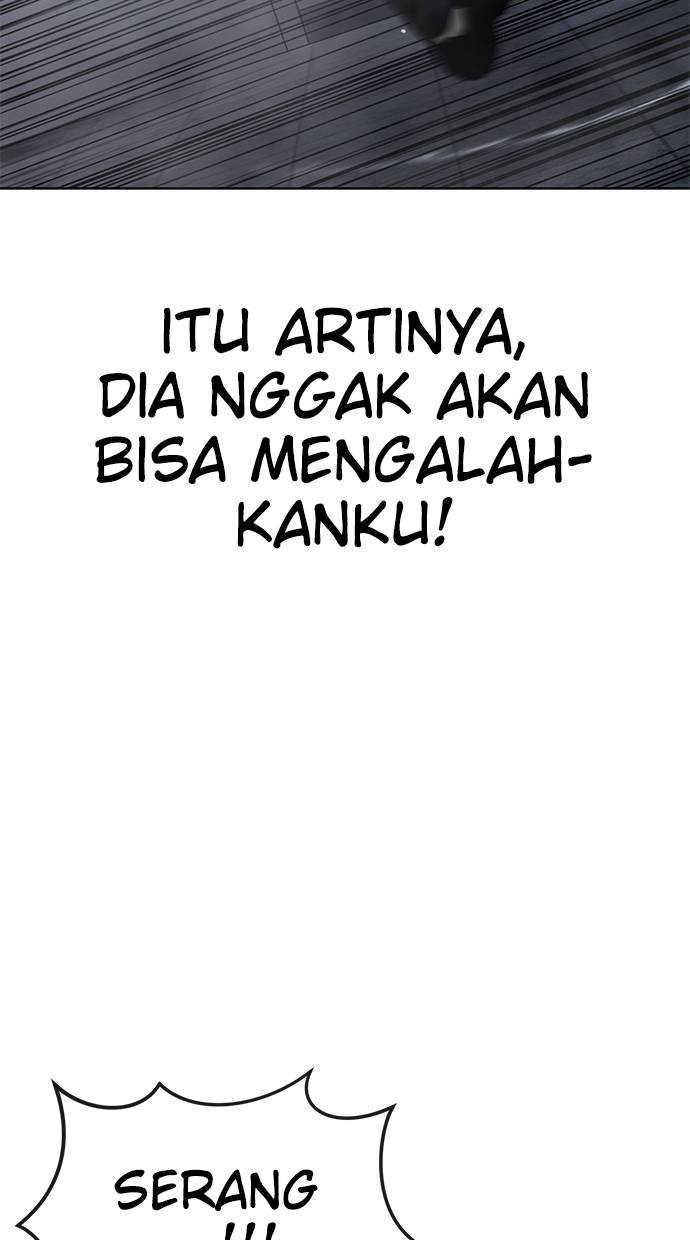 ITU ARTINYA,
DIA NGGAK AKAN
BISA MENGALAH-
KANKU!
SERANG
!!!